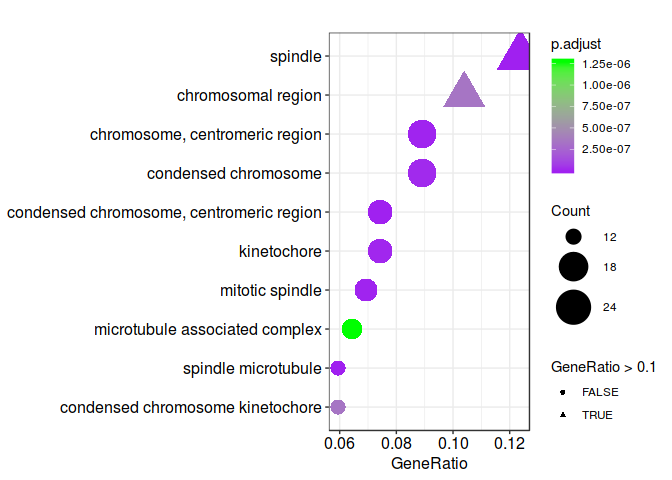 spindle
chromosomal region
chromosome, centromeric region
condensed chromosome
condensed chromosome, centromeric region
kinetochore
mitotic spindle
microtubule associated complex
spindle microtubule
condensed chromosome kinetochore
0.06 0.08 0.10 0.12
GeneRatio
p.adjust
1.25e-06
1.00e-06
7.50e-07
5.00e-07
2.50e-07
Count
12
18
24
GeneRatio > 0.1
FALSE
TRUE